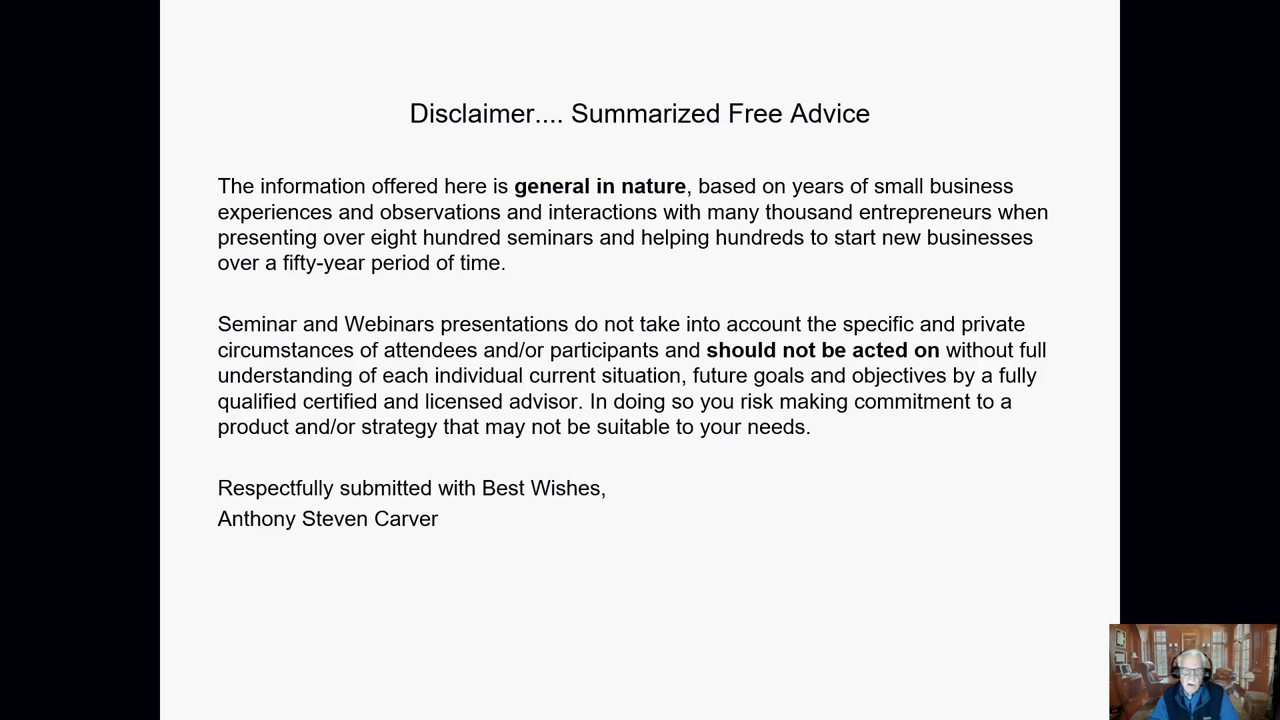 Disclaimer.... Summarized Free Advice
The information offered here is general in nature, based on years of small business
experiences and observations and interactions with many thousand entrepreneurs when
presenting over eight hundred seminars and helping hundreds to start new businesses
over a fifty-year period of time.
Seminar and Webinars presentations do not take into account the specific and private
circumstances of attendees and/or participants and should not be acted on without full
understanding of each individual current situation, future goals and objectives by a fully
qualified certified and licensed advisor. In doing so you risk making commitment to a
product and/or strategy that may not be suitable to your needs.
Respectfully submitted with Best Wishes,
Anthony Steven Carver